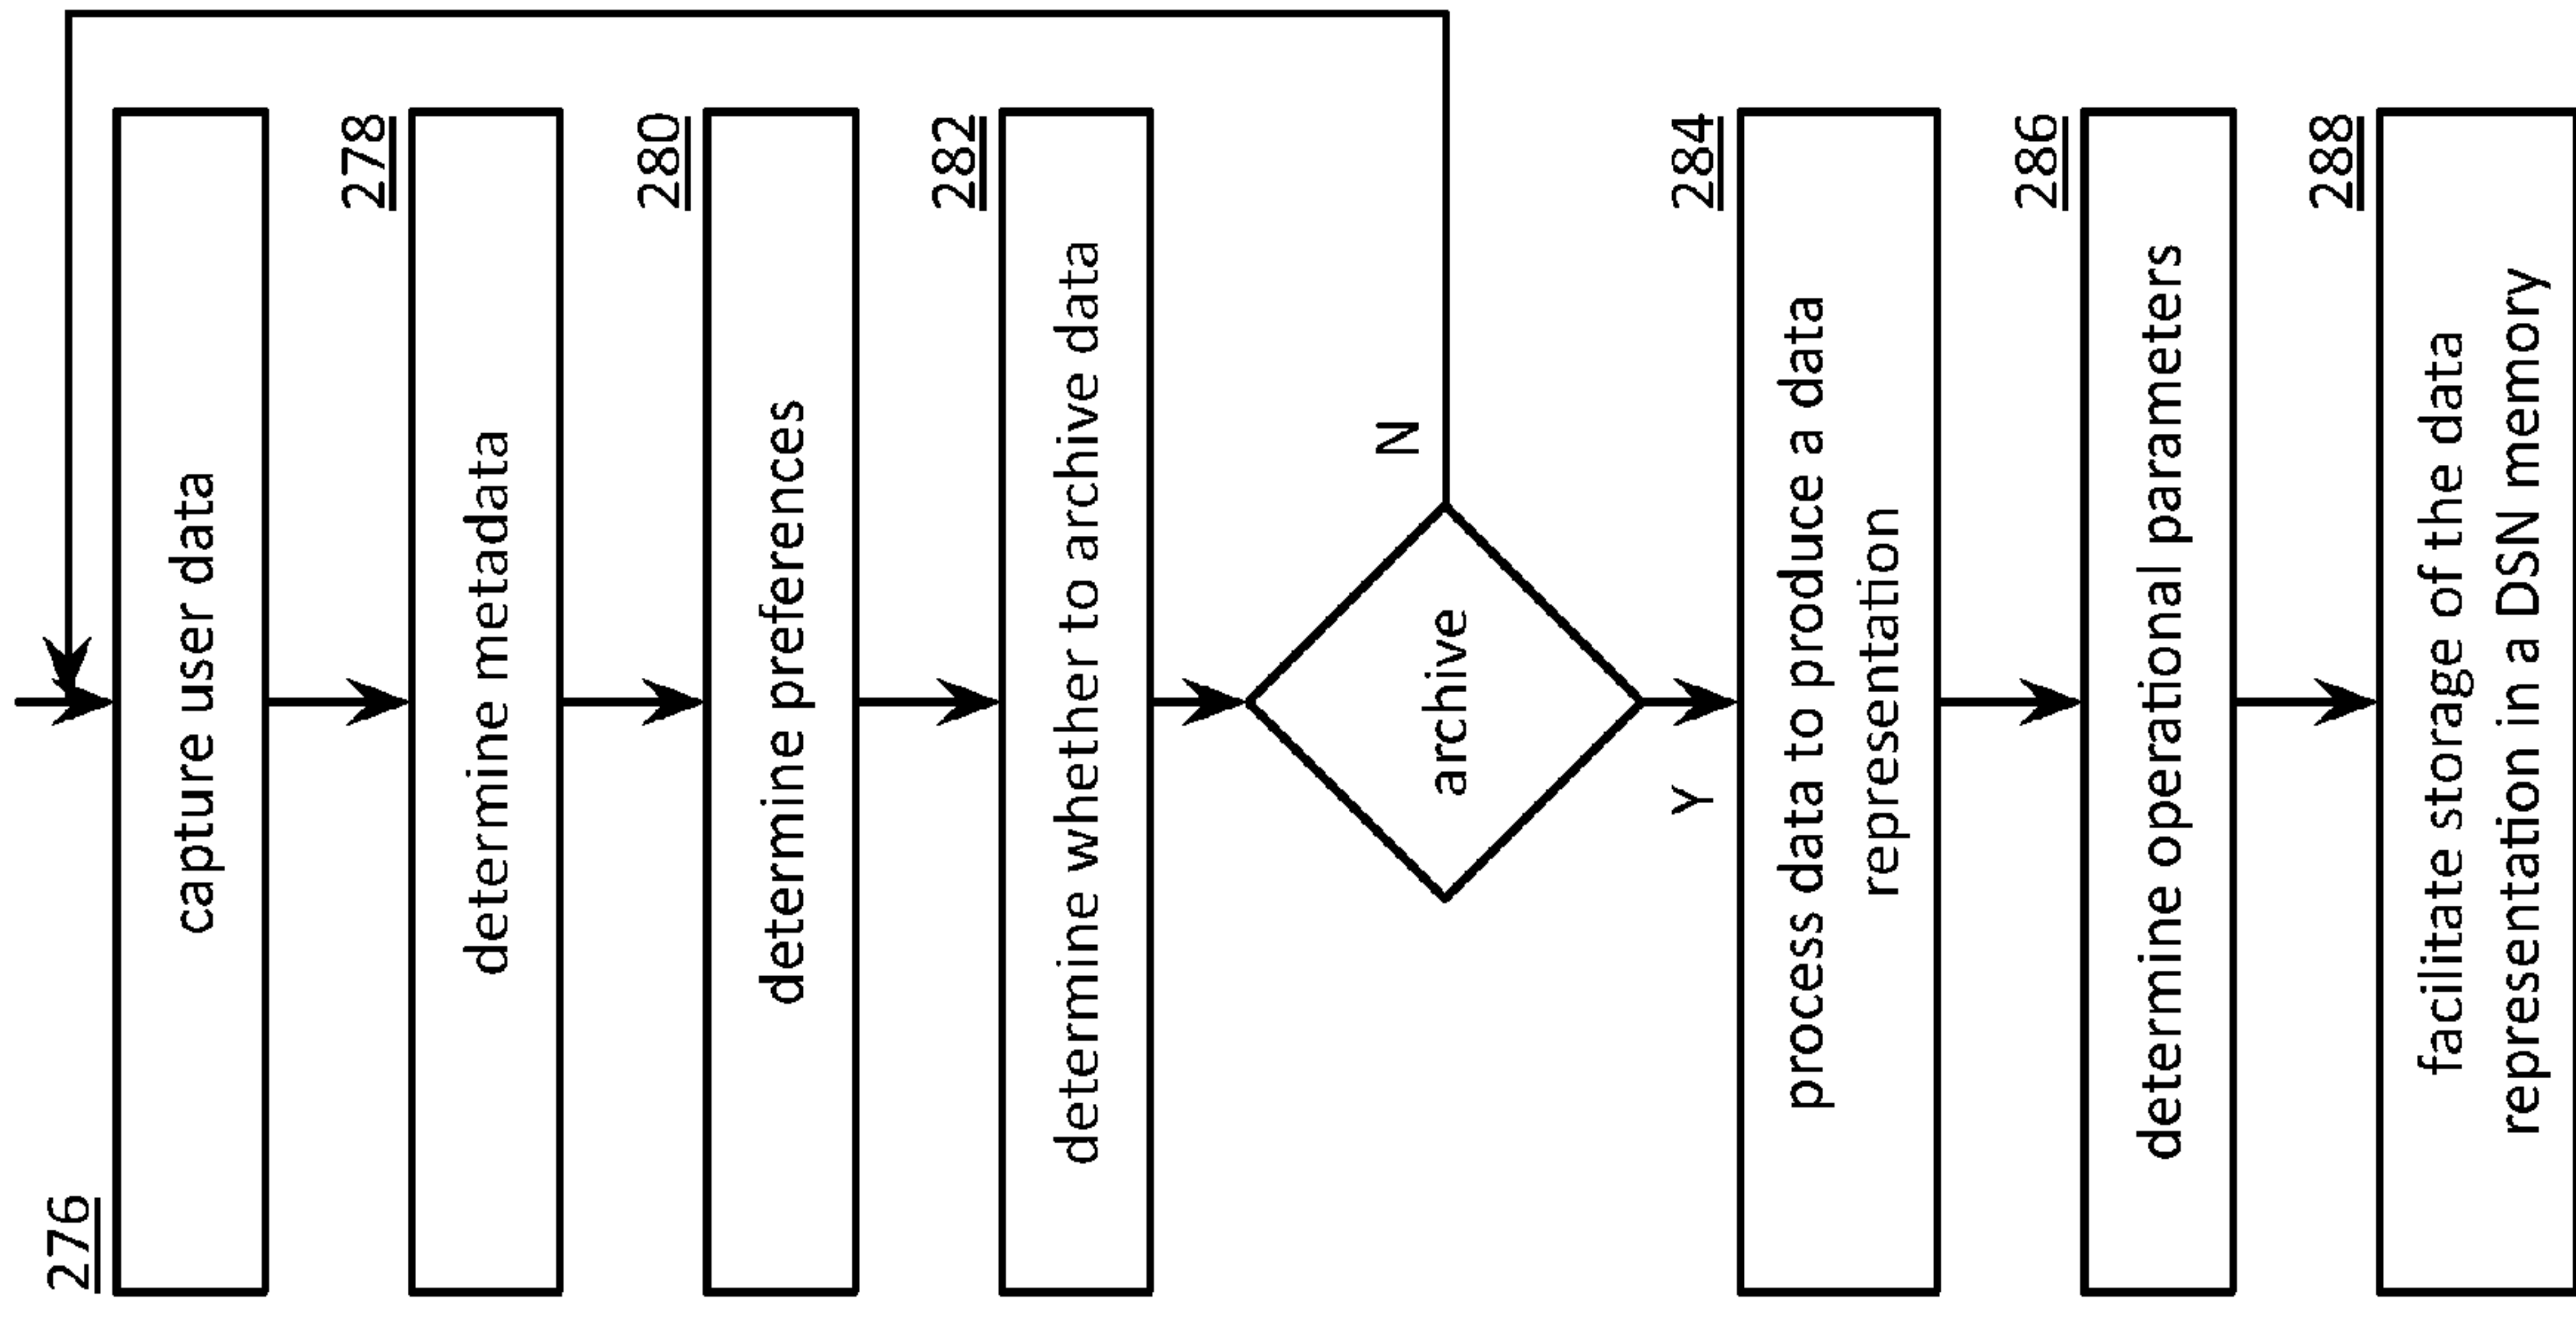 276
capture user data
278
determine metadata
280
determine preferences
282
determine whether to archive data
archive
N
Y
284
process data to produce a data
representation
286
determine operational parameters
288
facilitate storage of the data
representation in a DSN memory